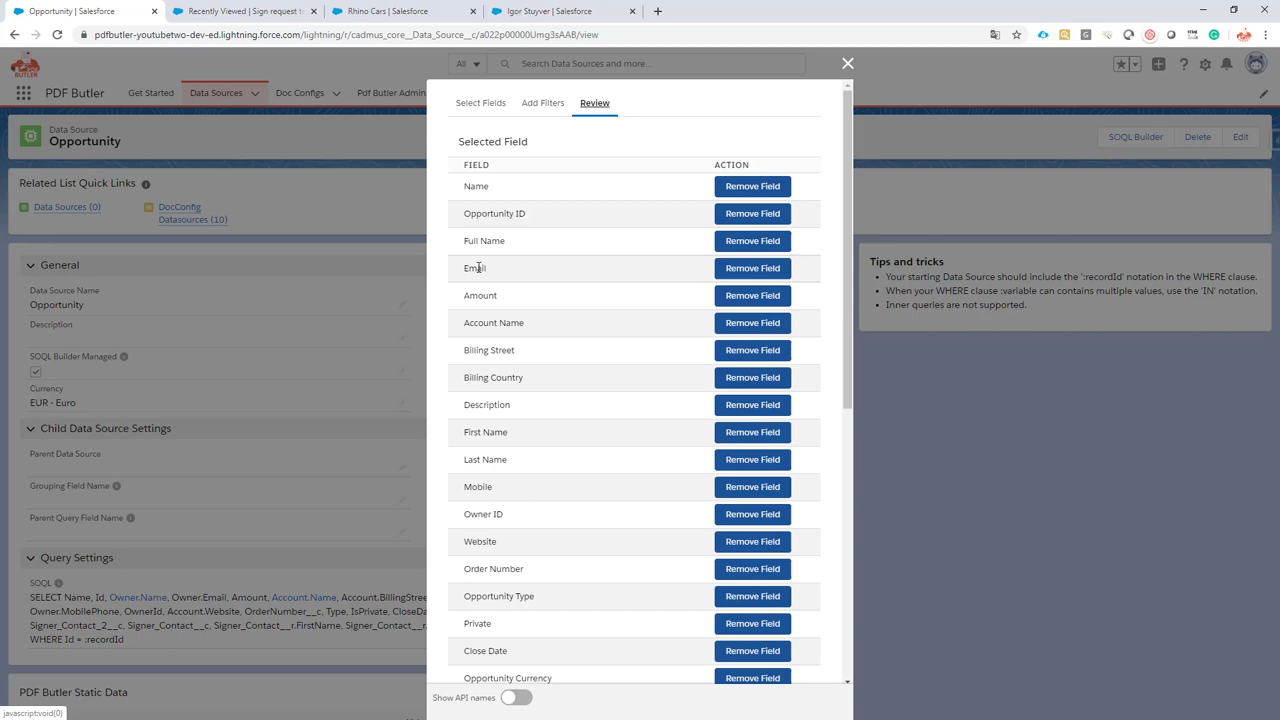 Opportunity | Salesforce
Recently Viewed | Sign request t
Rhino Cars | Salesforce
Igor Stuyver | Salesforce
pdfbutler-youtubetwo-dev-ed.lightning.force.com/lightning/r/cadmus_core__Data_Source__c/a022p00000Umg3sAAB/view
BUTLER
All
Search Data Sources and more...
PDF Butler
Get Started
Data Sources
Doc Configs
Pdf Butler Admin
Data Source
Opportunity
SOQL Builder
Delete
Edit
Related List Quick Links
Data Sources (0)
DocConfig
Datasources (10)
General
Data Source Name
Opportunity
Description
SOQL Builder Managed
Currency
EUR - Euro
Child Data Source Settings
Parent Data Source
Grouping Field Name
Parent Query Field Name
Query Settings
SOQL
SELECT Name, Id, Owner.Name, Owner.Email, Amount, Account.Name, Account.BillingStree
Owner.MobilePhone, OwnerId, Account.Website, OrderNumber__c, Type, IsPrivate, CloseDa
Signer_Contact_2__c, Signer_Contact__c, Signer_Contact__r.FirstName, Signer_Contact__r.
WHERE Id = :recordId
PDF Butler Static Data
Select Fields
Add Filters
Review
Selected Field
FIELD
ACTION
Name
Remove Field
Opportunity ID
Remove Field
Full Name
Remove Field
Email
Remove Field
Amount
Remove Field
Account Name
Remove Field
Billing Street
Remove Field
Billing Country
Remove Field
Description
Remove Field
First Name
Remove Field
Last Name
Remove Field
Mobile
Remove Field
Owner ID
Remove Field
Website
Remove Field
Order Number
Remove Field
Opportunity Type
Remove Field
Private
Remove Field
Close Date
Remove Field
Opportunity Currency
Remove Field
Show API names
Tips and tricks
Your starting Data Source should include the ':recordId' notation in the WHERE clause.
When your WHERE clause :variable can contains multiple values, use the 'IN' notation.
Inner queries are not supported.
javascript:void(0)